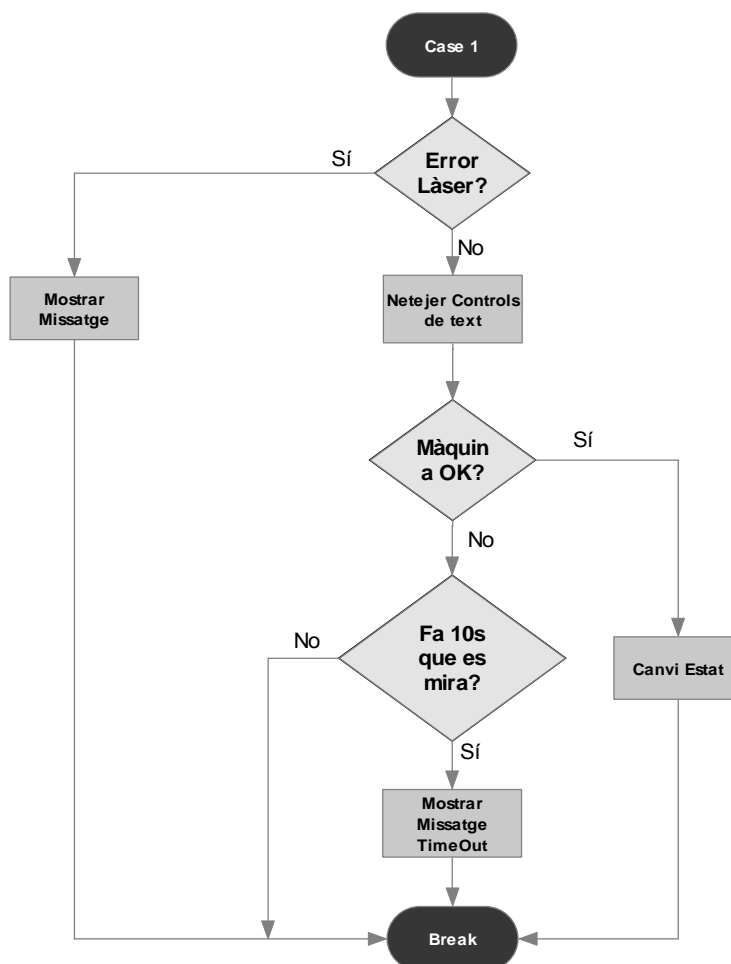 Case 1
Error
Làser?
Sí
No
Mostrar
Missatge
Netejer Controls
de text
Màquin
a OK?
Sí
No
Fa 10s
que es
mira?
No
Canvi Estat
Sí
Mostrar
Missatge
TimeOut
Break